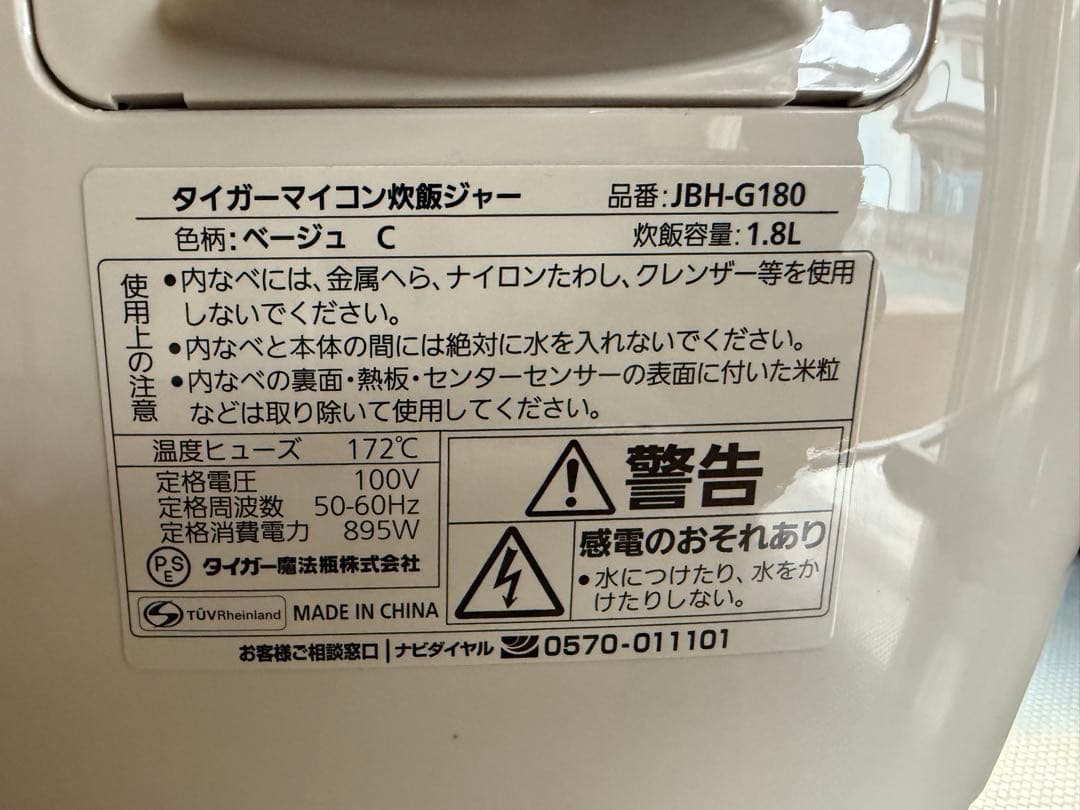 タイガーマイコン炊飯ジャー 品番:JBH-G180
色柄:ベージュ C 炊飯容量:1.8L
使用上の注意
●内なべには、金属へら、ナイロンたわし、クレンザー等を使用
しないでください。
●内なべと本体の間には絶対に水を入れないでください。
●内なべの裏面・熱板・センターセンサーの表面に付いた米粒
などは取り除いて使用してください。
温度ヒューズ 172℃
定格電圧 100V
定格周波数 50-60Hz
定格消費電力 895W
PSE タイガー魔法瓶株式会社
TÜVRheinland MADE IN CHINA
警告
感電のおそれあり
●水につけたり、水をか
けたりしない。
お客様ご相談窓口|ナビダイヤル 0570-011101